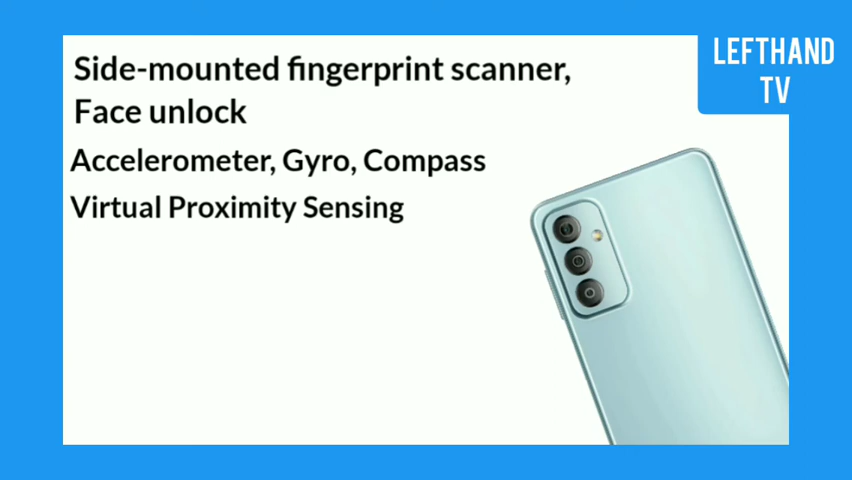 LEFTHAND
TV
Side-mounted fingerprint scanner,
Face unlock
Accelerometer, Gyro, Compass
Virtual Proximity Sensing